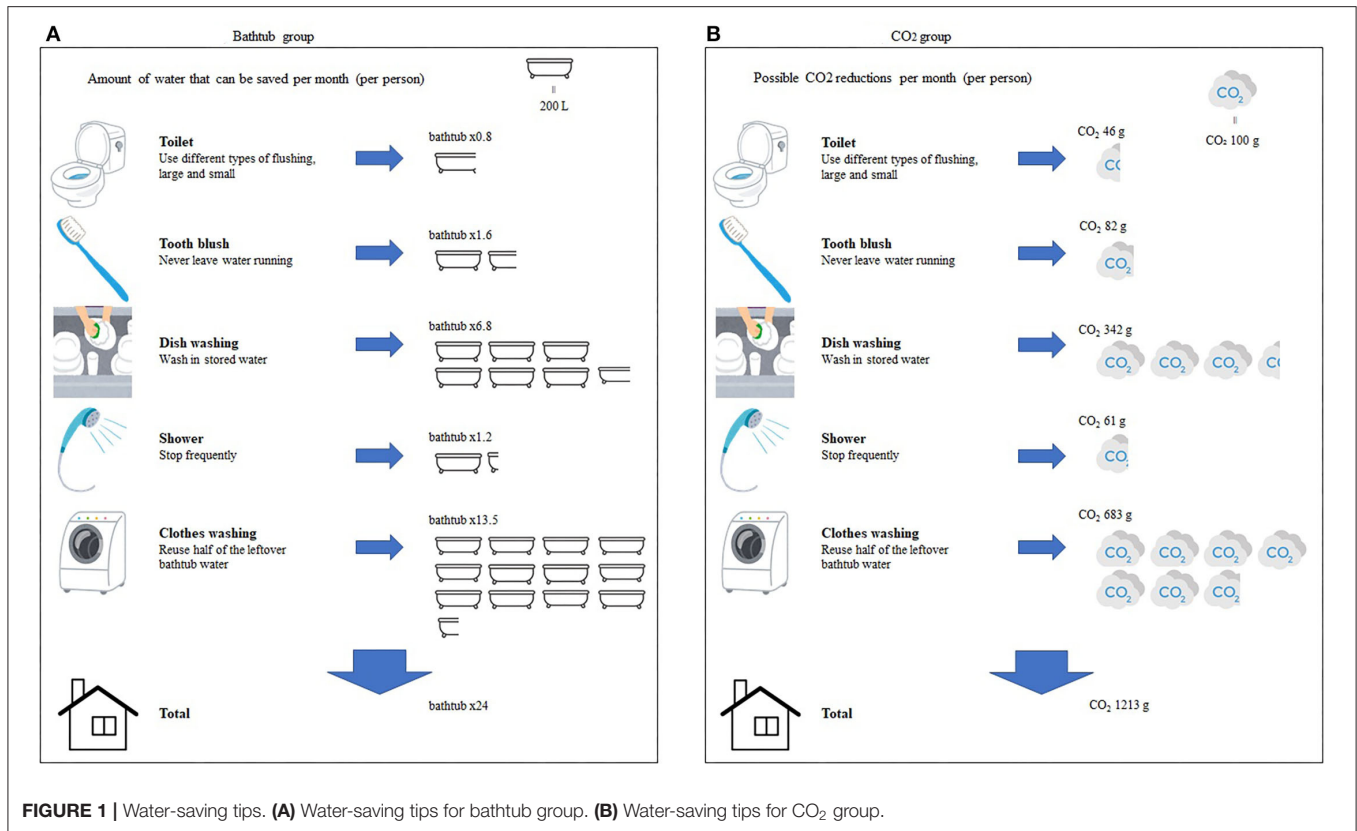 A
Bathtub group
Amount of water that can be saved per month (per person)
=
200 L
Toilet
Use different types of flushing,
large and small
bathtub x0.8
Tooth blush
Never leave water running
bathtub x1.6
Dish washing
Wash in stored water
bathtub x6.8
Shower
Stop frequently
bathtub x1.2
Clothes washing
Reuse half of the leftover
bathtub water
bathtub x13.5
Total
bathtub x24
B
CO2 group
Possible CO2 reductions per month (per person)
CO2
=
CO2 100 g
Toilet
Use different types of flushing,
large and small
CO2 46 g
CO
Tooth blush
Never leave water running
CO2 82 g
CO2
Dish washing
Wash in stored water
CO2 342 g
CO2 CO2 CO2 C
Shower
Stop frequently
CO2 61 g
CO
Clothes washing
Reuse half of the leftover
bathtub water
CO2 683 g
CO2 CO2 CO2 CO2
CO2 CO2 CO2
Total
CO2 1213 g
FIGURE 1 | Water-saving tips. (A) Water-saving tips for bathtub group. (B) Water-saving tips for CO2 group.